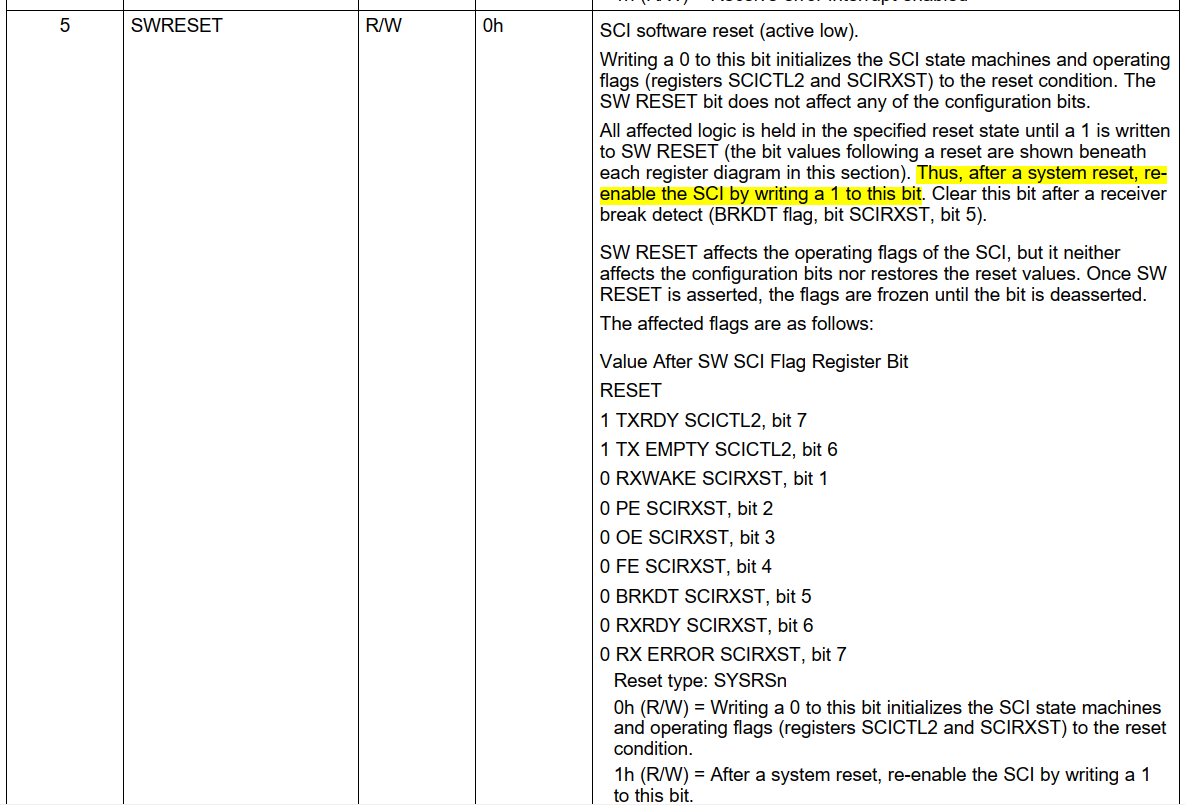 1h (R/W) = Receive error interrupt enabled
5 SWRESET R/W 0h SCI software reset (active low).
Writing a 0 to this bit initializes the SCI state machines and operating
flags (registers SCICTL2 and SCIRXST) to the reset condition. The
SW RESET bit does not affect any of the configuration bits.
All affected logic is held in the specified reset state until a 1 is written
to SW RESET (the bit values following a reset are shown beneath
each register diagram in this section). Thus, after a system reset, re-
enable the SCI by writing a 1 to this bit. Clear this bit after a receiver
break detect (BRKDT flag, bit SCIRXST, bit 5).
SW RESET affects the operating flags of the SCI, but it neither
affects the configuration bits nor restores the reset values. Once SW
RESET is asserted, the flags are frozen until the bit is deasserted.
The affected flags are as follows:
Value After SW SCI Flag Register Bit
RESET
1 TXRDY SCICTL2, bit 7
1 TX EMPTY SCICTL2, bit 6
0 RXWAKE SCIRXST, bit 1
0 PE SCIRXST, bit 2
0 OE SCIRXST, bit 3
0 FE SCIRXST, bit 4
0 BRKDT SCIRXST, bit 5
0 RXRDY SCIRXST, bit 6
0 RX ERROR SCIRXST, bit 7
Reset type: SYSRSn
0h (R/W) = Writing a 0 to this bit initializes the SCI state machines
and operating flags (registers SCICTL2 and SCIRXST) to the reset
condition.
1h (R/W) = After a system reset, re-enable the SCI by writing a 1
to this bit.